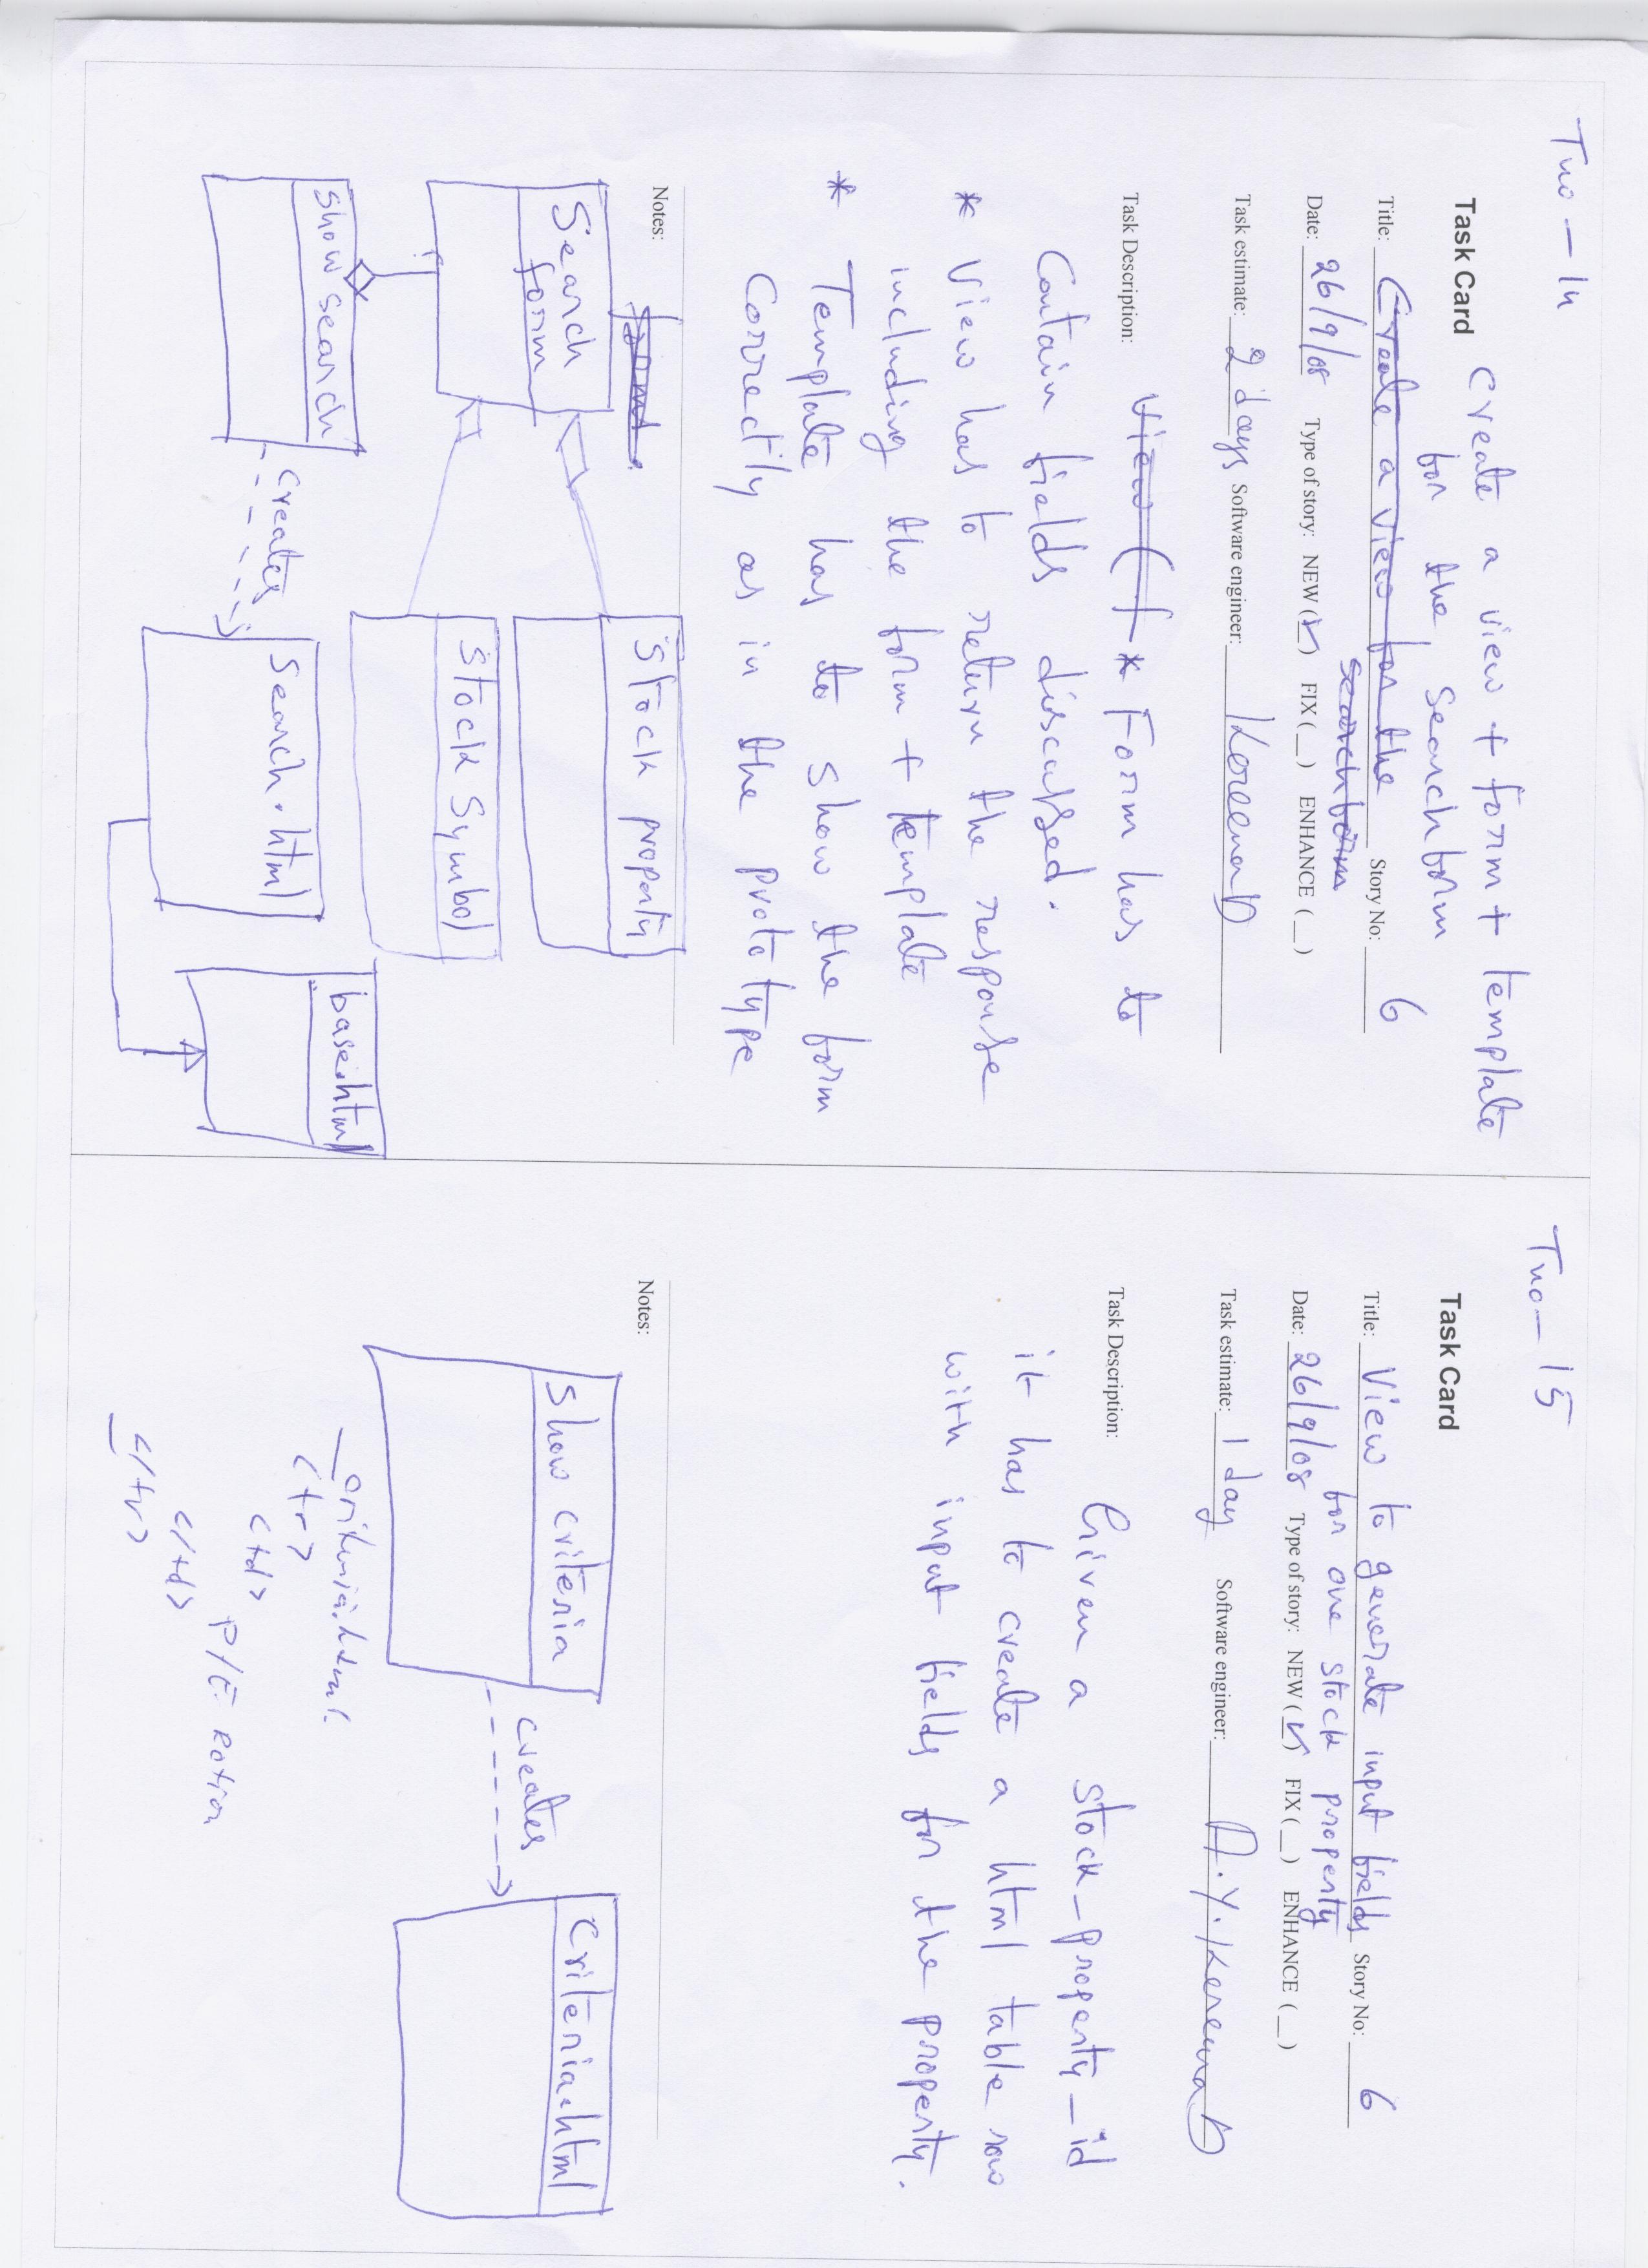 Two - 14
Task Card
Create a view + form + template
for the search form
Title: Create a view for the Story No: 6
search form
Date: 26/9/08 Type of story: NEW (✓) FIX (_) ENHANCE (_)
Task estimate: 2 days Software engineer:
Task Description: View ( * Form has to
Contain fields discussed.
* View has to return the response
including the form + template
* Template has to show the form
Correctly as in the prototype
Notes:
form
Search
form
Stock property
Stock Symbol
Show Search
creates
Search.html
base.html
Two - 15
Task Card
Title: View to generate input fields Story No: 6
for one stock property
Date: 26/9/08 Type of story: NEW (✓) FIX (_) ENHANCE (_)
Task estimate: 1 day Software engineer:
Task Description: Given a stock_property_id
it has to create a html table row
with input fields for the property.
Notes:
Show criteria
creates
Criteria.html
criteria.html
<tr>
<td>
P/E Ration
</td>
</tr>